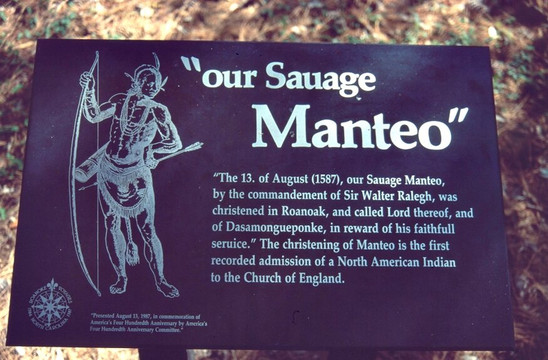 "our Sauage
Manteo"
"The 13. of August (1587), our Sauage Manteo,
by the commandement of Sir Walter Ralegh, was
christened in Roanoak, and called Lord thereof, and
of Dasamongueponke, in reward of his faithfull
seruice." The christening of Manteo is the first
recorded admission of a North American Indian
to the Church of England.
"Presented August 13, 1987, in commemoration of
America's Four Hundredth Anniversary by America's
Four Hundredth Anniversary Committee."